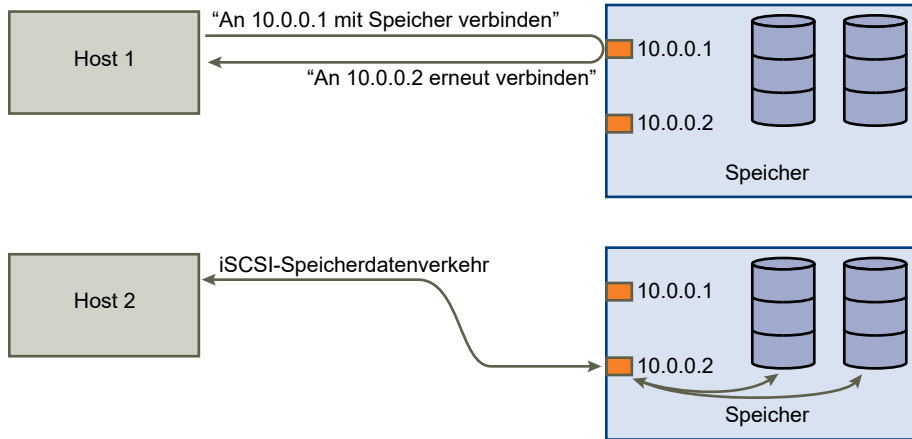 “An 10.0.0.1 mit Speicher verbinden”
Host 1
10.0.0.1
“An 10.0.0.2 erneut verbinden”
10.0.0.2
Speicher
iSCSI-Speicherdatenverkehr
Host 2
10.0.0.1
10.0.0.2
Speicher